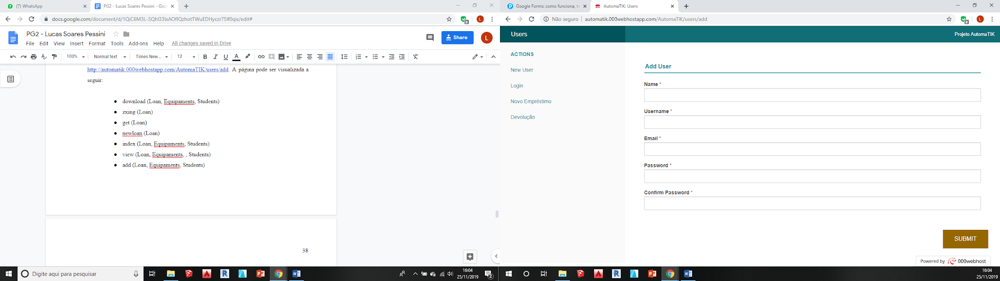 (7) WhatsApp
PG2 - Lucas Soares Pessini - Goo
docs.google.com/document/d/1QiC6M3L-SQhl33lxAOflQzhotTWuEDHyczr75If0qis/edit#
PG2 - Lucas Soares Pessini
File Edit View Insert Format Tools Add-ons Help All changes saved in Drive
Share
L
100% Normal text Times New... 12 B I U A
http://automatik.000webhostapp.com/AutomaTIK/users/add. A página pode ser visualizada a
seguir:
● download (Loan, Equipaments, Students)
● zxing (Loan)
● get (Loan)
● newloan (Loan)
● index (Loan, Equipaments, Students)
● view (Loan, Equipaments, , Students)
● add (Loan, Equipaments, Students)
38
Digite aqui para pesquisar
16:04
25/11/2019
2
Google Forms: como funciona, te
AutomaTIK: Users
Não seguro | automatik.000webhostapp.com/AutomaTIK/users/add
Users
Projeto AutomaTIK
ACTIONS
New User
Login
Novo Empréstimo
Devolução
Add User
Name *
Username *
Email *
Password *
Confirm Password *
SUBMIT
Powered by 000webhost
16:04
25/11/2019